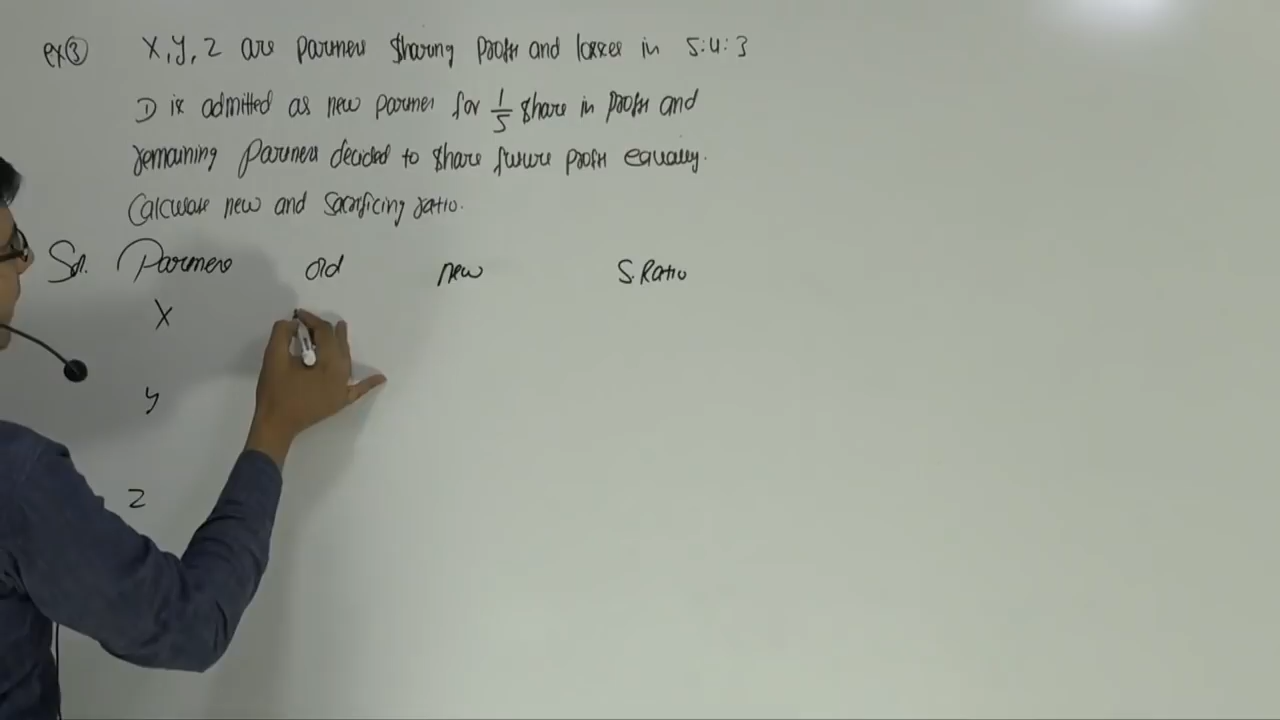 ex③ X, Y, Z are partners sharing profit and losses in 5:4:3
D is admitted as new partner for 1/5 share in profit and
remaining partners decided to share future profit equally.
Calculate new and Sacrificing ratio.
Sol. Partners old new S. Ratio
X
Y
Z